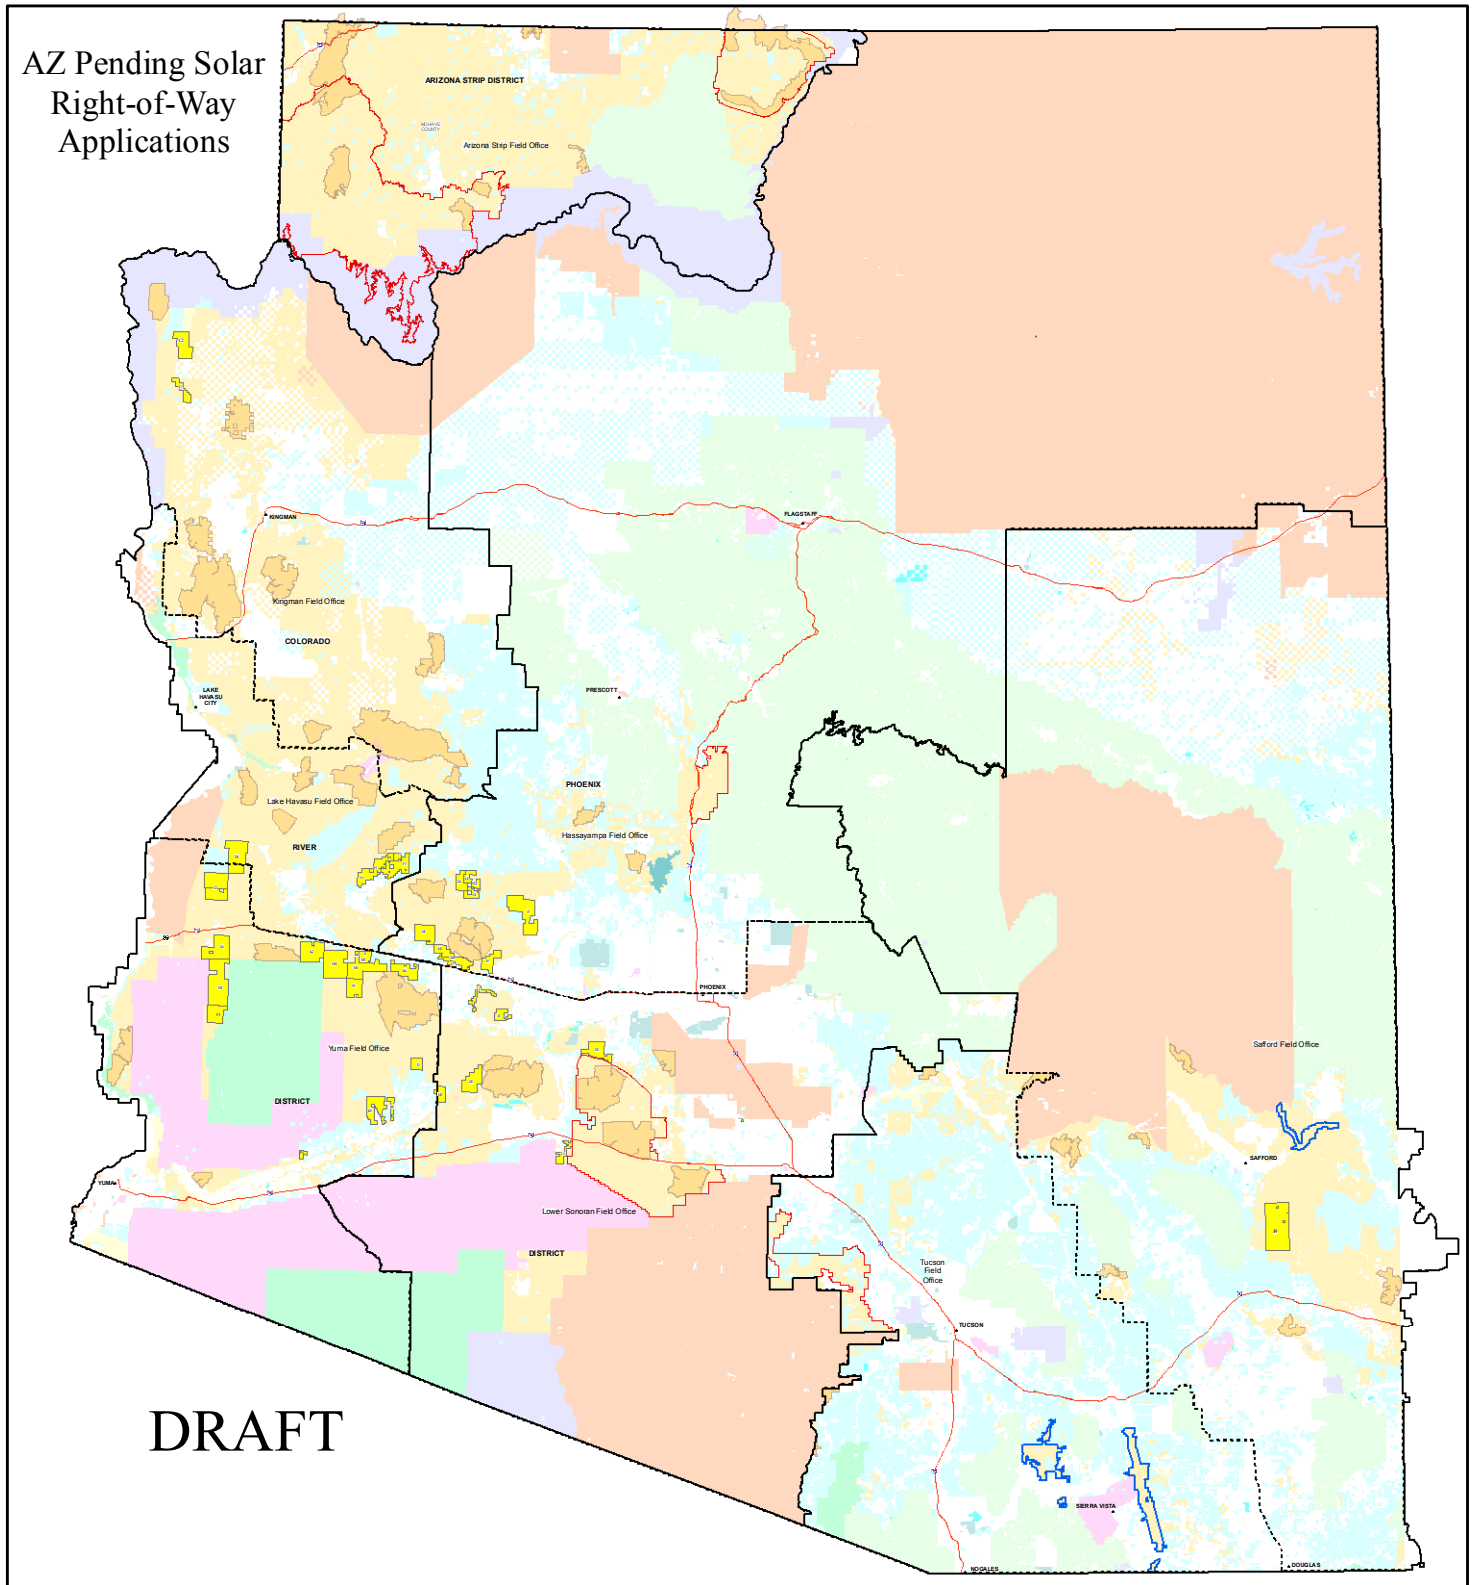 AZ Pending Solar
Right-of-Way
Applications
ARIZONA STRIP DISTRICT
MOHAVE
COUNTY
Arizona Strip Field Office
KINGMAN
FLAGSTAFF
Kingman Field Office
COLORADO
LAKE
HAVASU
CITY
PRESCOTT
PHOENIX
Lake Havasu Field Office
Hassayampa Field Office
RIVER
PHOENIX
Yuma Field Office
Safford Field Office
DISTRICT
SAFFORD
YUMA
Lower Sonoran Field Office
DISTRICT
Tucson
Field
Office
TUCSON
DRAFT
SIERRA VISTA
NOGALES
DOUGLAS